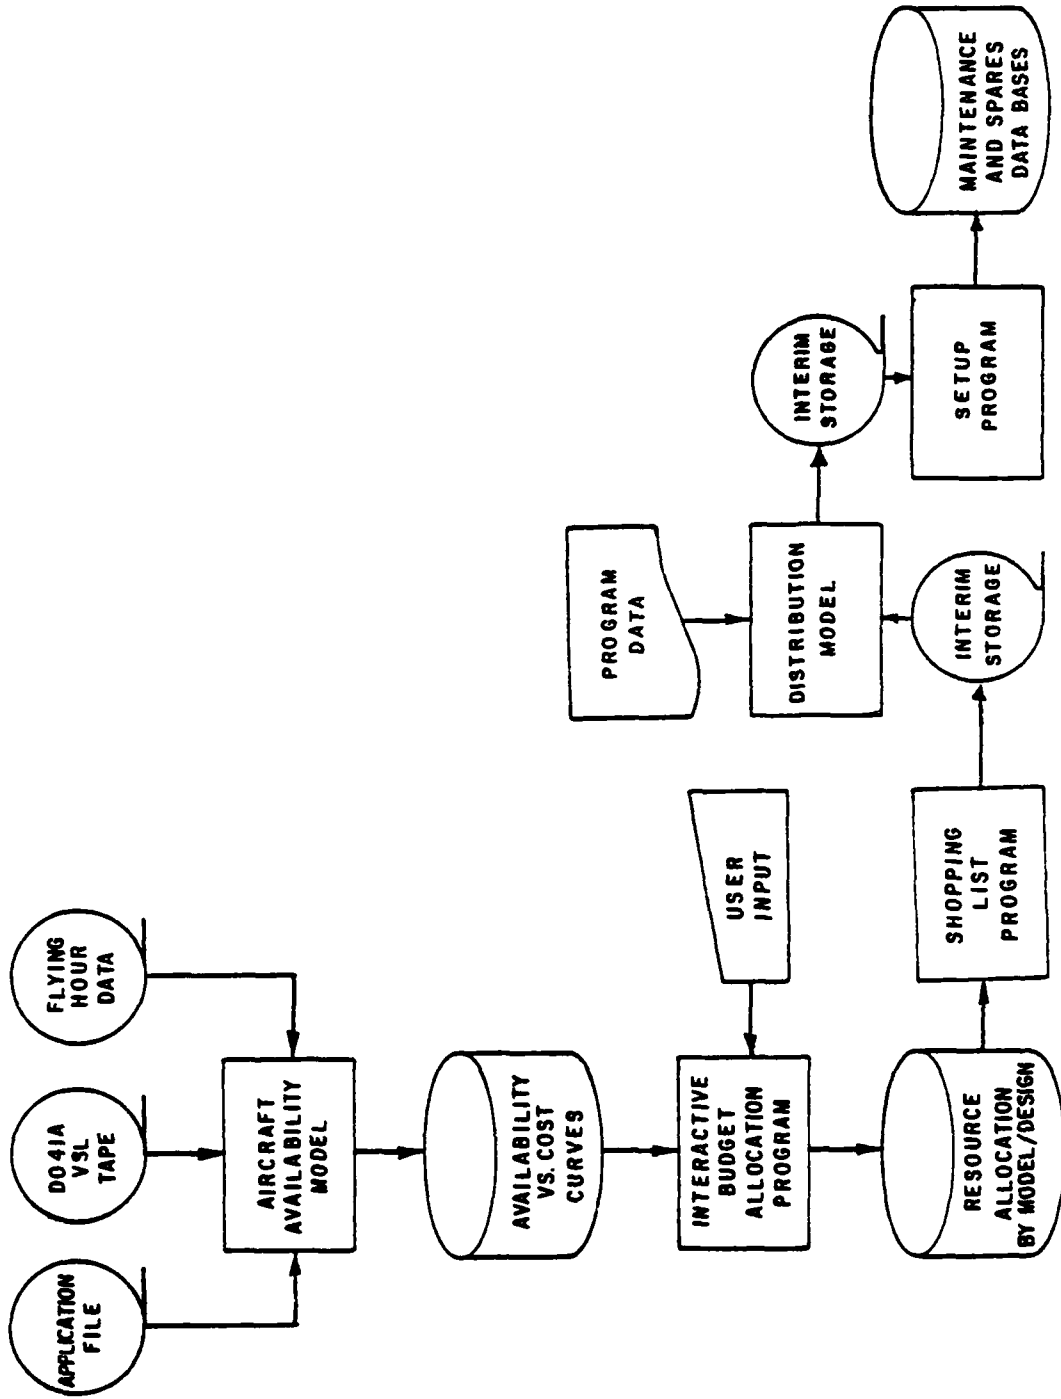 APPLICATION
FILE
DO41A
VSL
TAPE
FLYING
HOUR
DATA
AIRCRAFT
AVAILABILITY
MODEL
AVAILABILITY
VS. COST
CURVES
INTERACTIVE
BUDGET
ALLOCATION
PROGRAM
USER
INPUT
RESOURCE
ALLOCATION
BY MODEL/DESIGN
SHOPPING
LIST
PROGRAM
INTERIM
STORAGE
PROGRAM
DATA
DISTRIBUTION
MODEL
INTERIM
STORAGE
SETUP
PROGRAM
MAINTENANCE
AND SPARES
DATA BASES